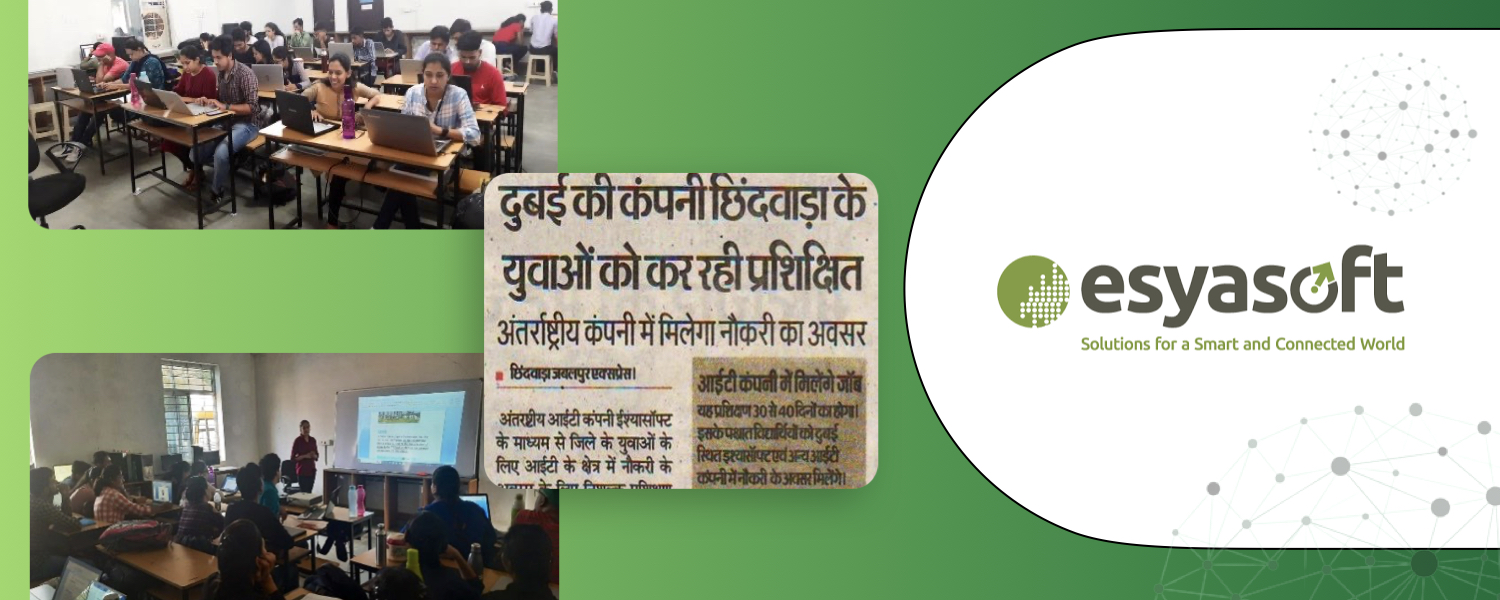 दुबई की कंपनी छिंदवाड़ा के
युवाओं को कर रही प्रशिक्षित
अंतर्राष्ट्रीय कंपनी में मिलेगा नौकरी का अवसर
छिंदवाड़ा जबलपुर एक्सप्रेस।
अंतरष्ट्रीय आईटी कंपनी ईश्यासॉफ्ट
के माध्यम से जिले के युवाओं के
लिए आईटी के क्षेत्र में नौकरी के
आईटी कंपनी में मिलेंगे जॉब
यह प्रशिक्षण 30 से 40 दिनों का होगा।
इसके पश्चात विद्यार्थियों को दुबई
स्थित इश्यासॉफ्ट एवं अन्य आईटी
कंपनी में नौकरी के अवसर मिलेंगे।
esyasoft
Solutions for a Smart and Connected World